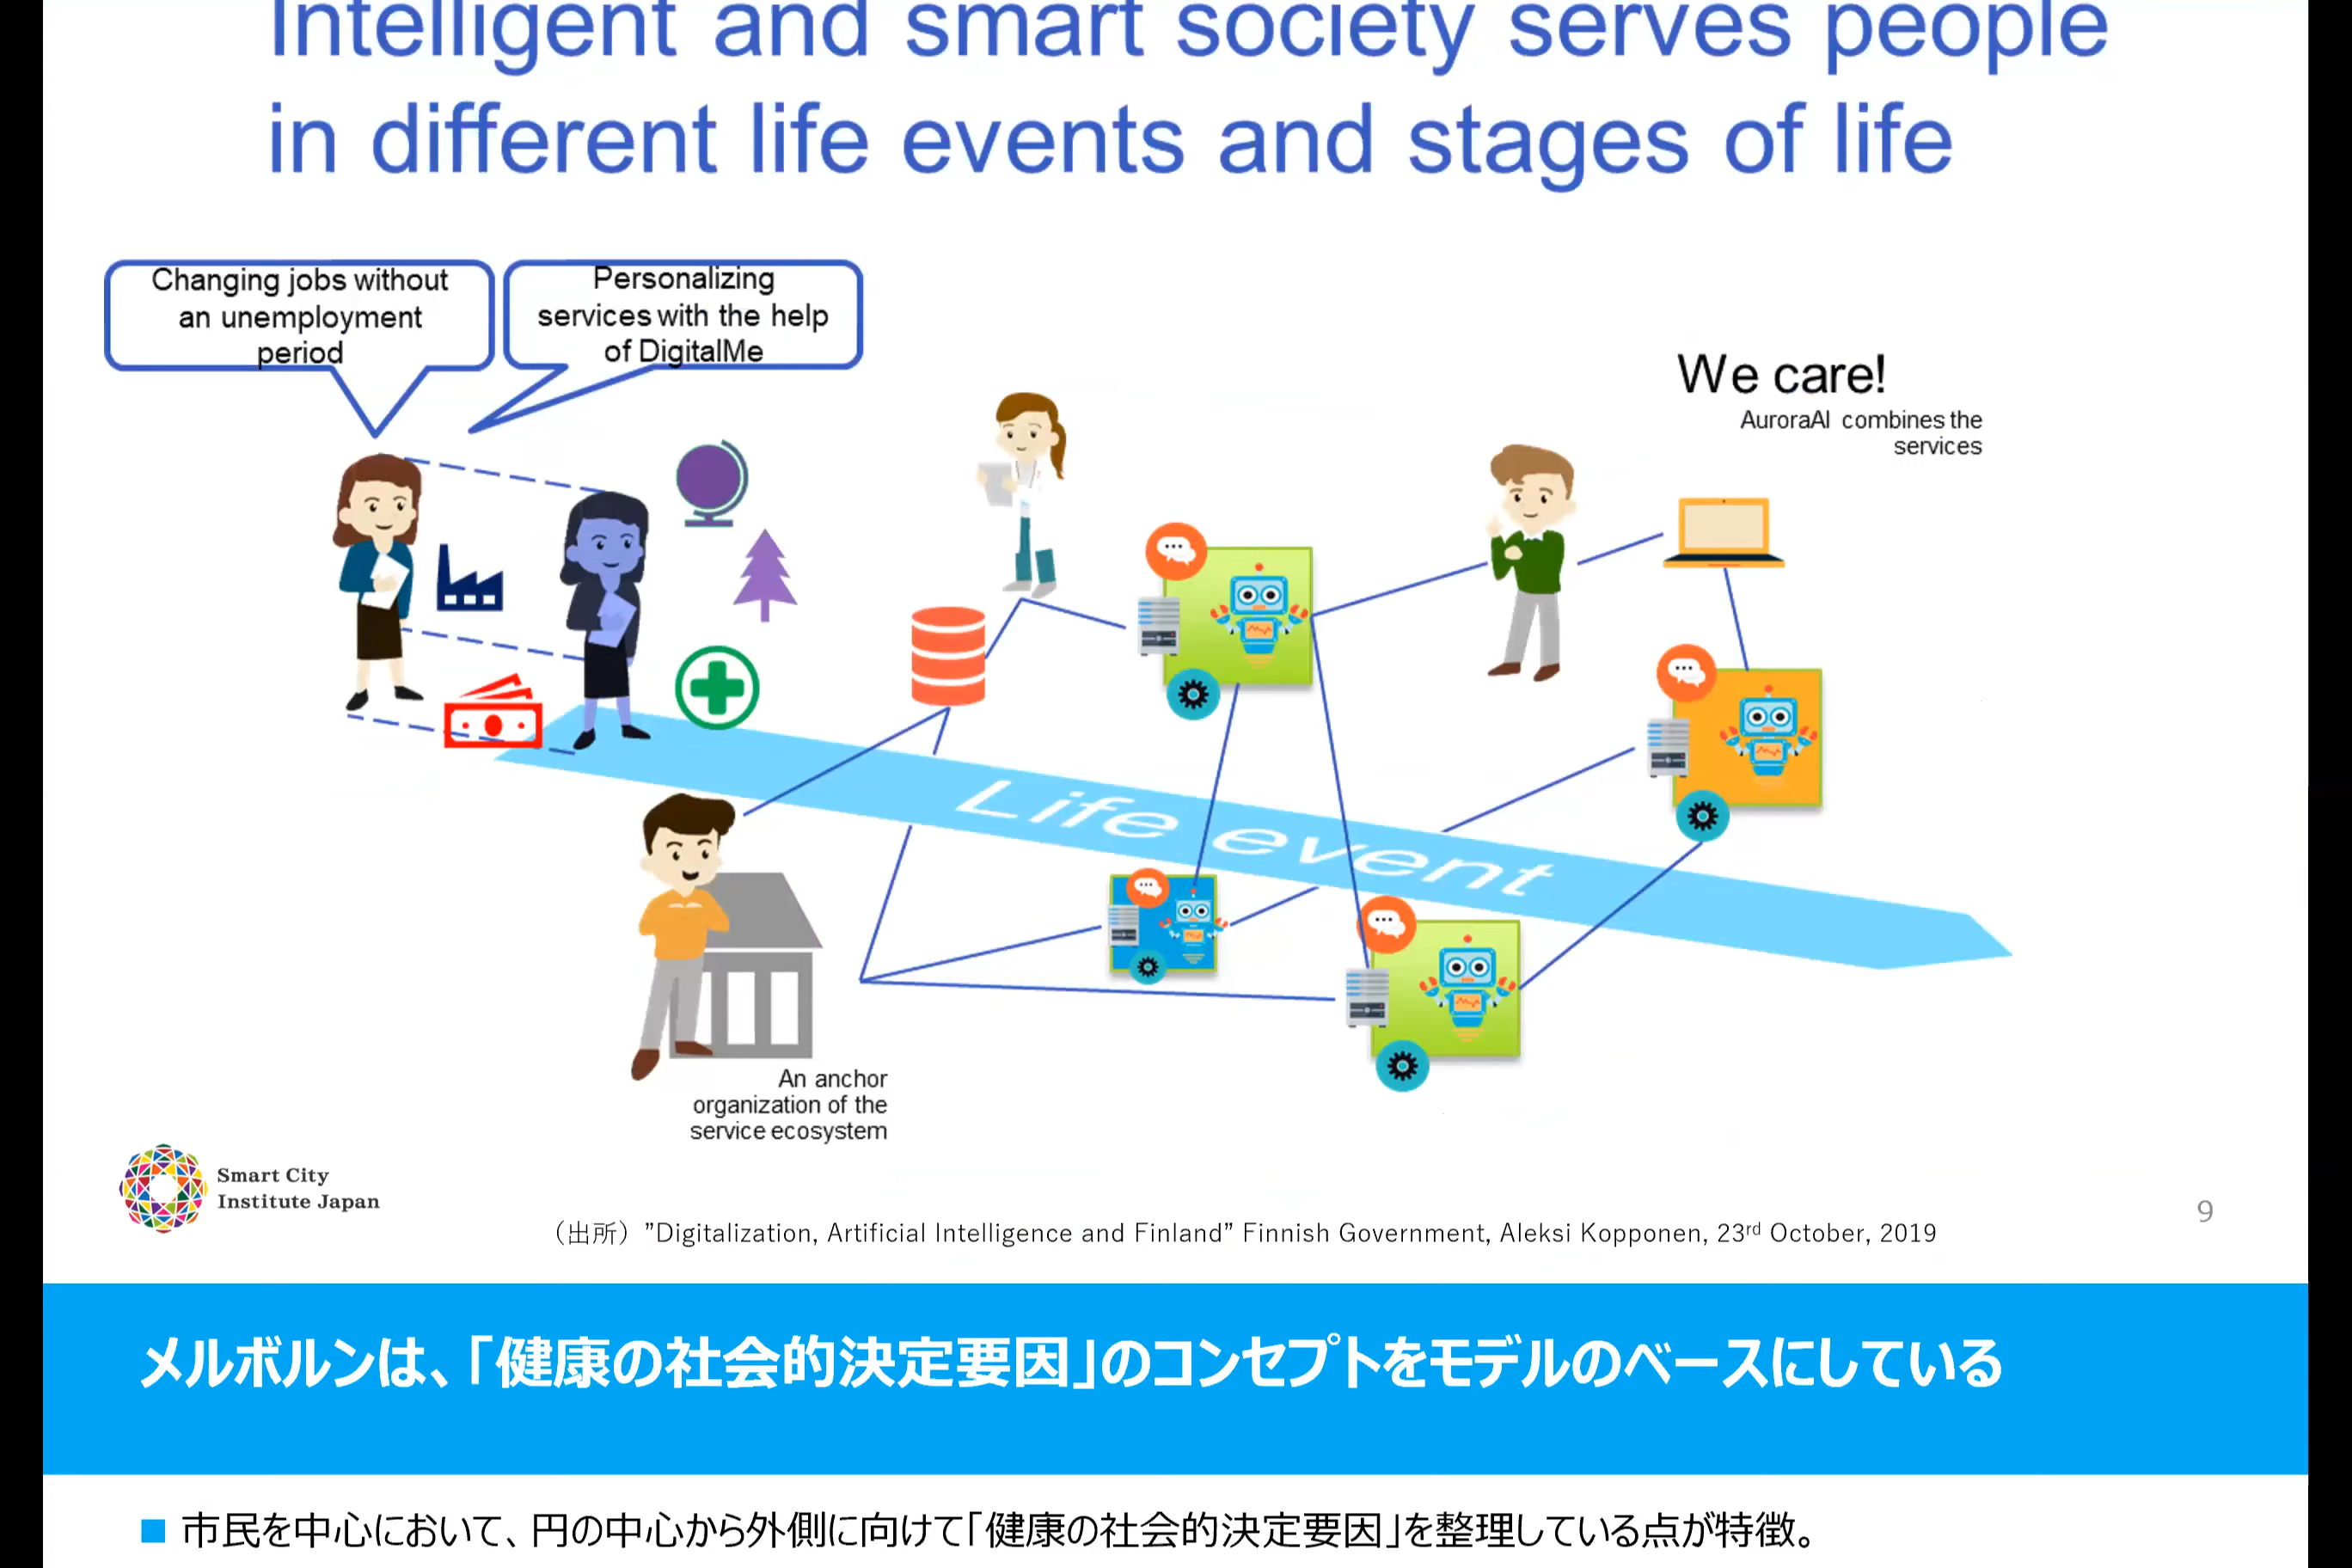 Intelligent and smart society serves people
in different life events and stages of life
Changing jobs without
an unemployment
period
Personalizing
services with the help
of DigitalMe
We care!
AuroraAI combines the
services
Life event
An anchor
organization of the
service ecosystem
Smart City
Institute Japan
9
（出所）”Digitalization, Artificial Intelligence and Finland” Finnish Government, Aleksi Kopponen, 23rd October, 2019
メルボルンは、「健康の社会的決定要因」のコンセプトをモデルのベースにしている
■ 市民を中心において、円の中心から外側に向けて「健康の社会的決定要因」を整理している点が特徴。